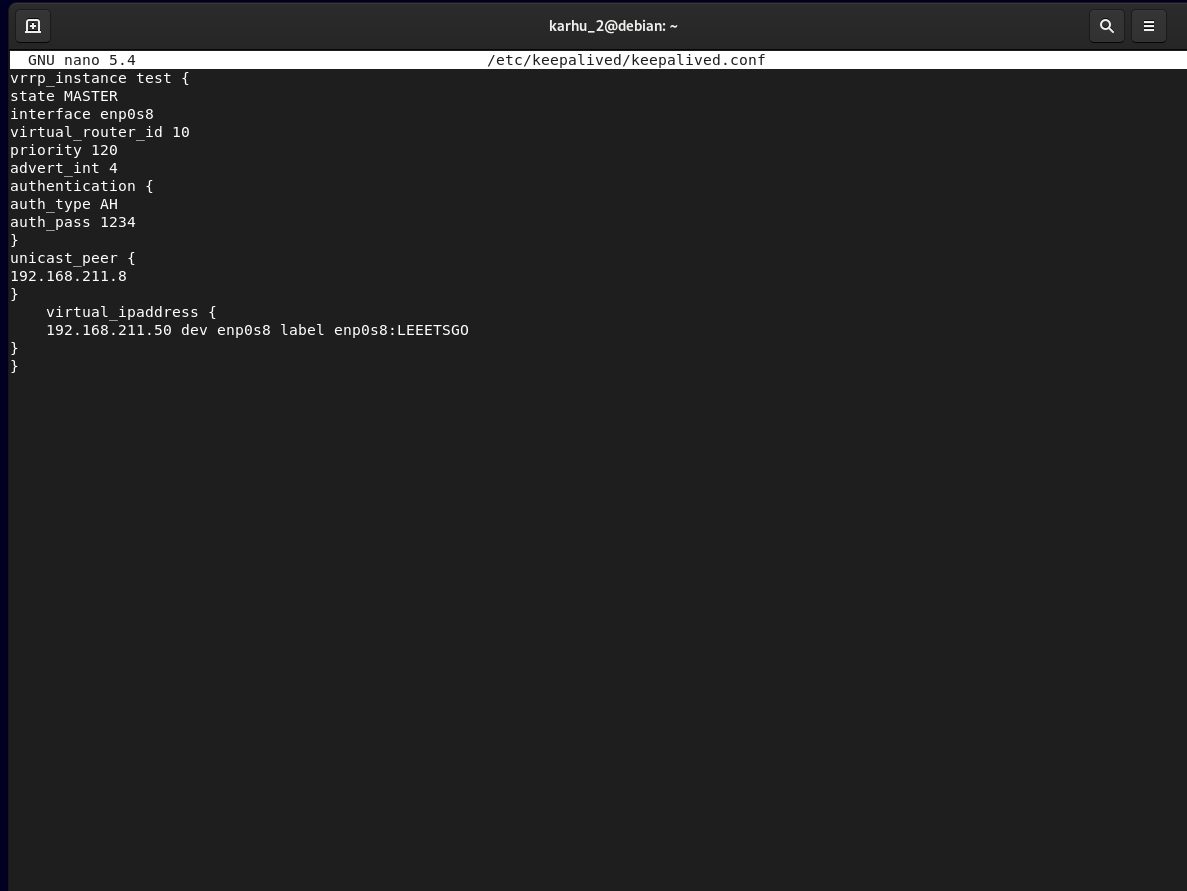 karhu_2@debian: ~
GNU nano 5.4 /etc/keepalived/keepalived.conf
vrrp_instance test {
state MASTER
interface enp0s8
virtual_router_id 10
priority 120
advert_int 4
authentication {
auth_type AH
auth_pass 1234
}
unicast_peer {
192.168.211.8
}
    virtual_ipaddress {
    192.168.211.50 dev enp0s8 label enp0s8:LEEETSGO
}
}